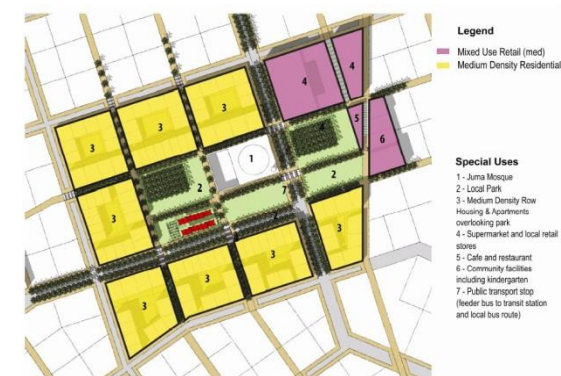 Legend
Mixed Use Retail (med)
Medium Density Residential
Special Uses
1 - Juma Mosque
2 - Local Park
3 - Medium Density Row
Housing & Apartments
overlooking park
4 - Supermarket and local retail
stores
5 - Cafe and restaurant
6 - Community facilities
including kindergarten
7 - Public transport stop
(feeder bus to transit station
and local bus route)
4
4
3
3
3
5
6
3
1
2
2
7
3
3
3
3
3